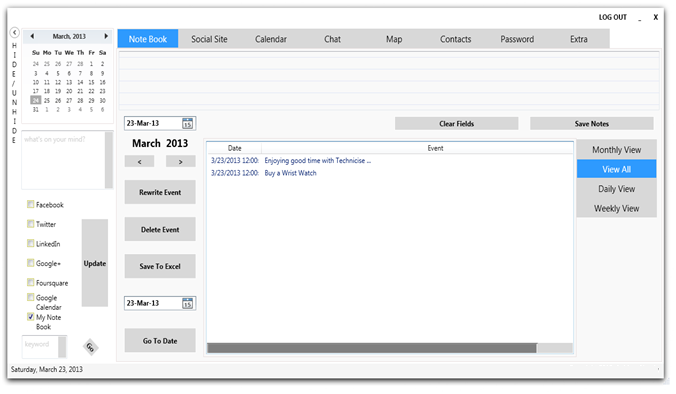 LOG OUT _ X
Note Book Social Site Calendar Chat Map Contacts Password Extra
HIDE/UNHIDE
March, 2013
Su Mo Tu We Th Fr Sa
24 25 26 27 28 1 2
3 4 5 6 7 8 9
10 11 12 13 14 15 16
17 18 19 20 21 22 23
24 25 26 27 28 29 30
31 1 2 3 4 5 6
what's on your mind?
Facebook
Twitter
LinkedIn
Google+
Foursquare
Google
Calendar
My Note
Book
Update
keyword
Go
23-Mar-13 15
Clear Fields
Save Notes
March 2013
< >
Rewrite Event
Delete Event
Save To Excel
23-Mar-13 15
Go To Date
Date Event
3/23/2013 12:00: Enjoying good time with Technicise ...
3/23/2013 12:00: Buy a Wrist Watch
Monthly View
View All
Daily View
Weekly View
Saturday, March 23, 2013